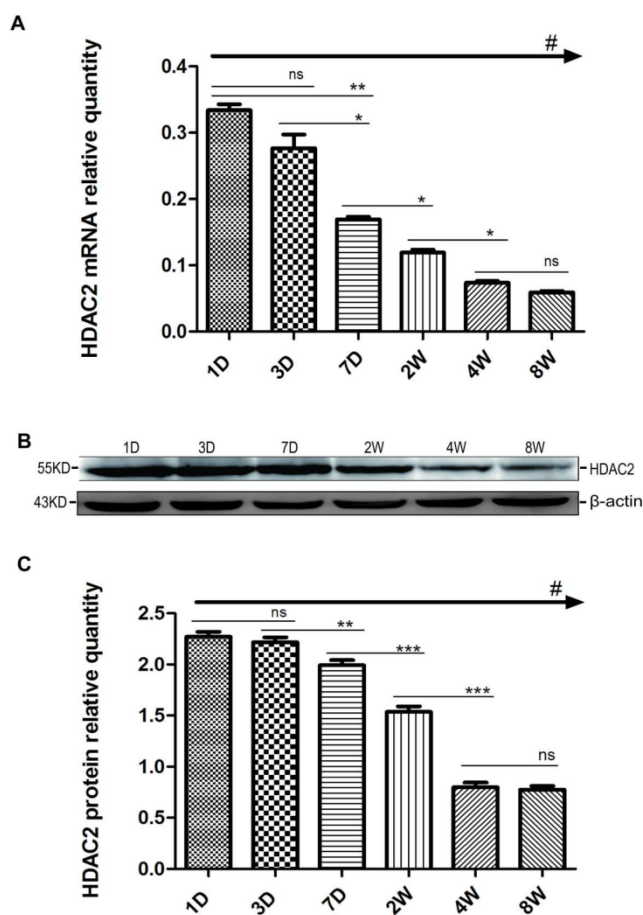 A
#
HDAC2 mRNA relative quantity
0.4
0.3
0.2
0.1
0.0
ns
**
*
*
*
ns
1D 3D 7D 2W 4W 8W
B
1D 3D 7D 2W 4W 8W
55KD HDAC2
43KD β-actin
C
#
HDAC2 protein relative quantity
2.5
2.0
1.5
1.0
0.5
0.0
ns
**
***
***
ns
1D 3D 7D 2W 4W 8W